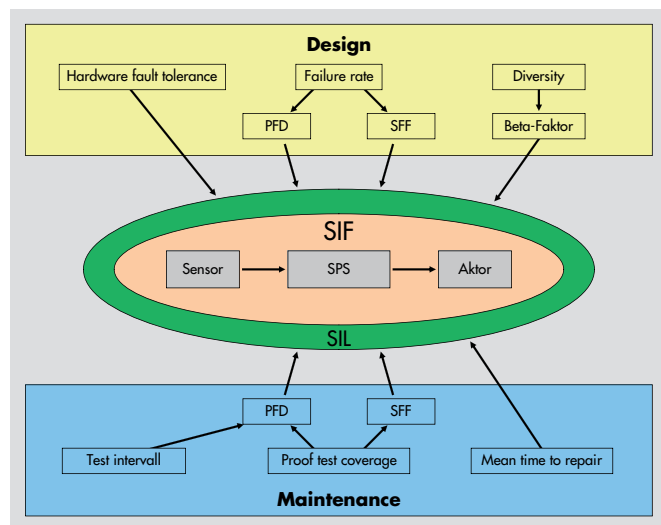 Design
Hardware fault tolerance
Failure rate
Diversity
PFD
SFF
Beta-Faktor
SIF
Sensor
SPS
Aktor
SIL
PFD
SFF
Test intervall
Proof test coverage
Mean time to repair
Maintenance